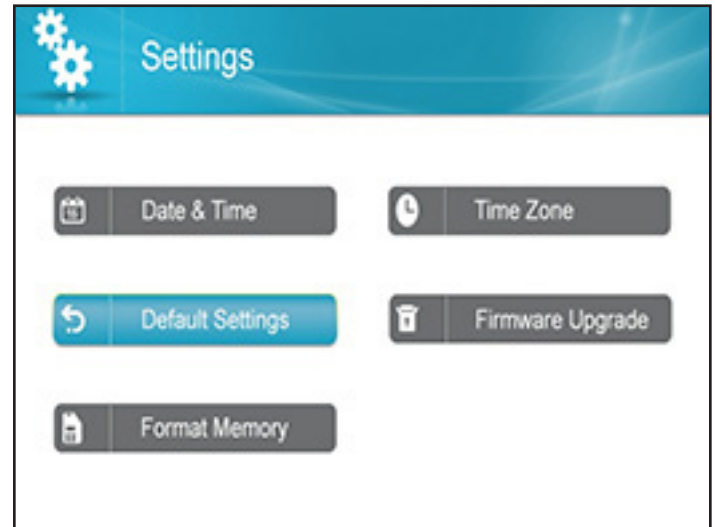 Settings
Date & Time
Time Zone
Default Settings
Firmware Upgrade
Format Memory